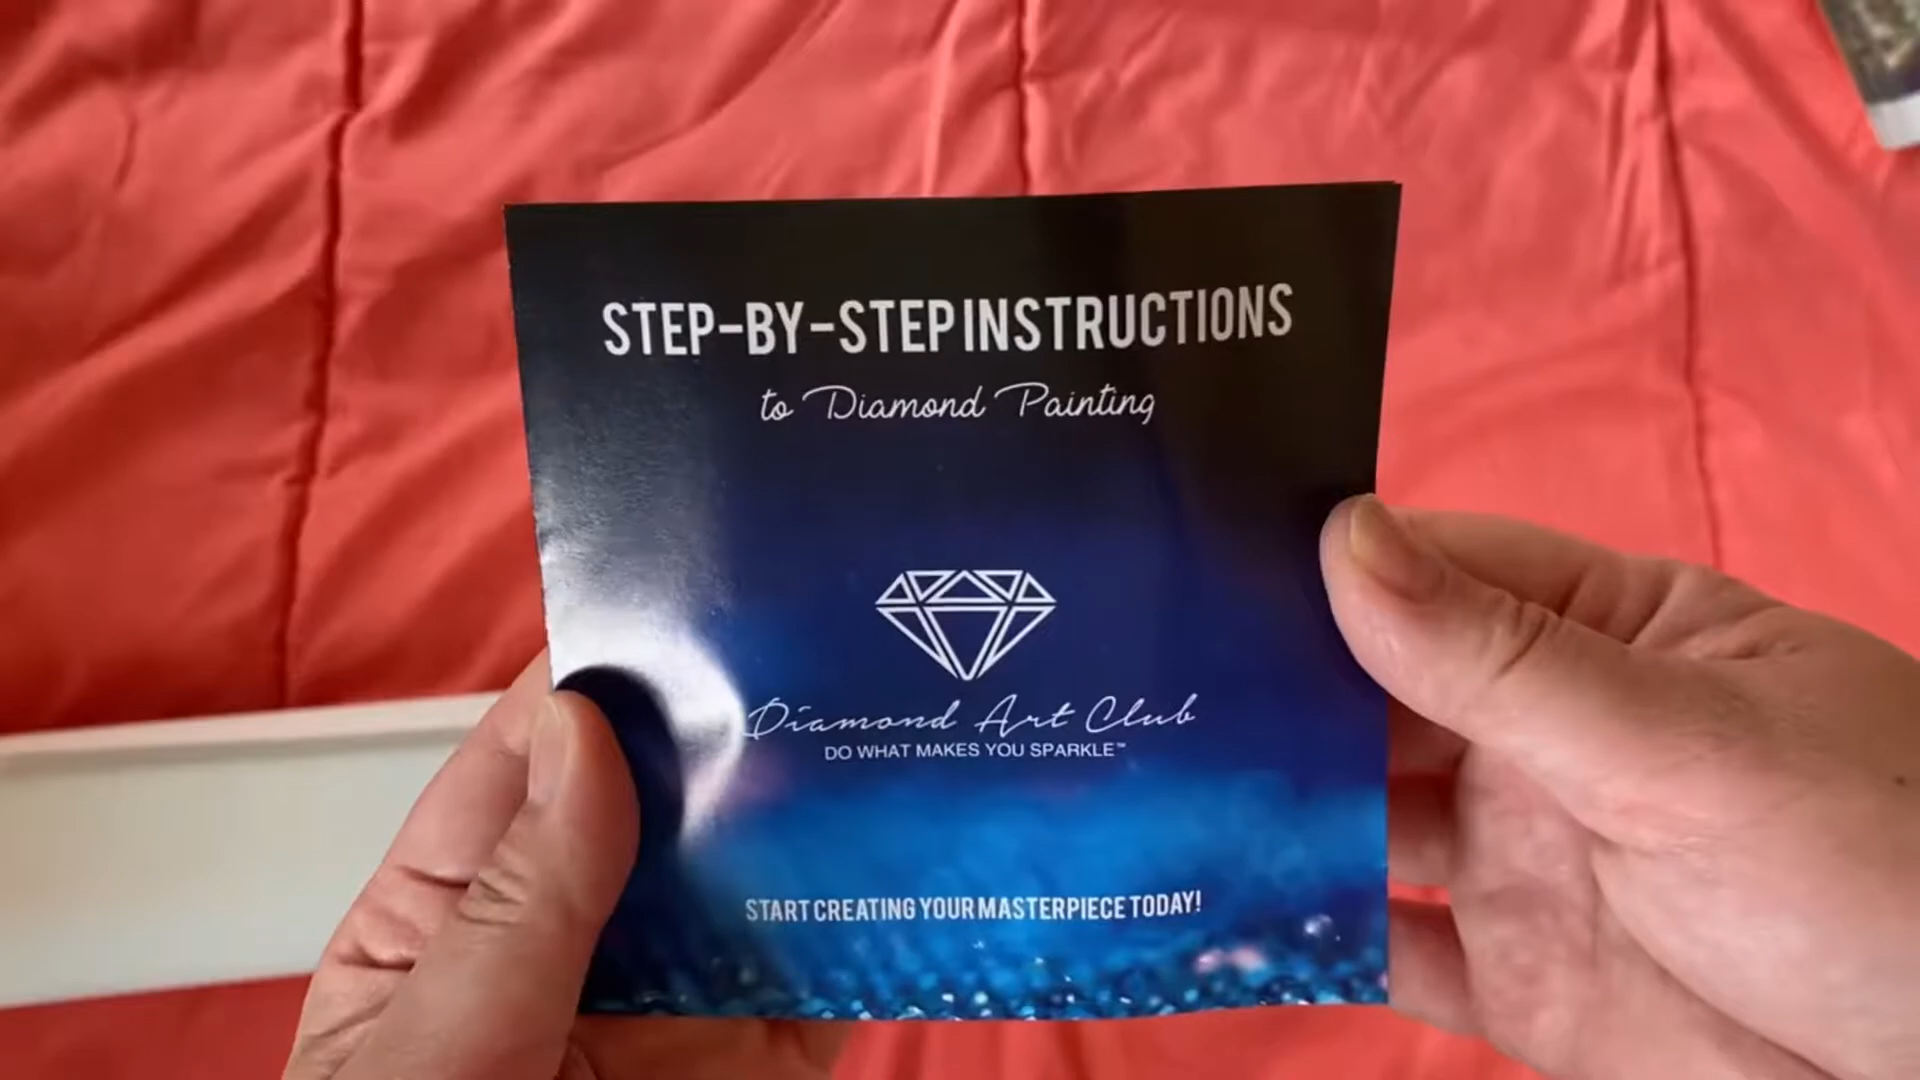 STEP-BY-STEP INSTRUCTIONS
to Diamond Painting
Diamond Art Club
DO WHAT MAKES YOU SPARKLE™
START CREATING YOUR MASTERPIECE TODAY!